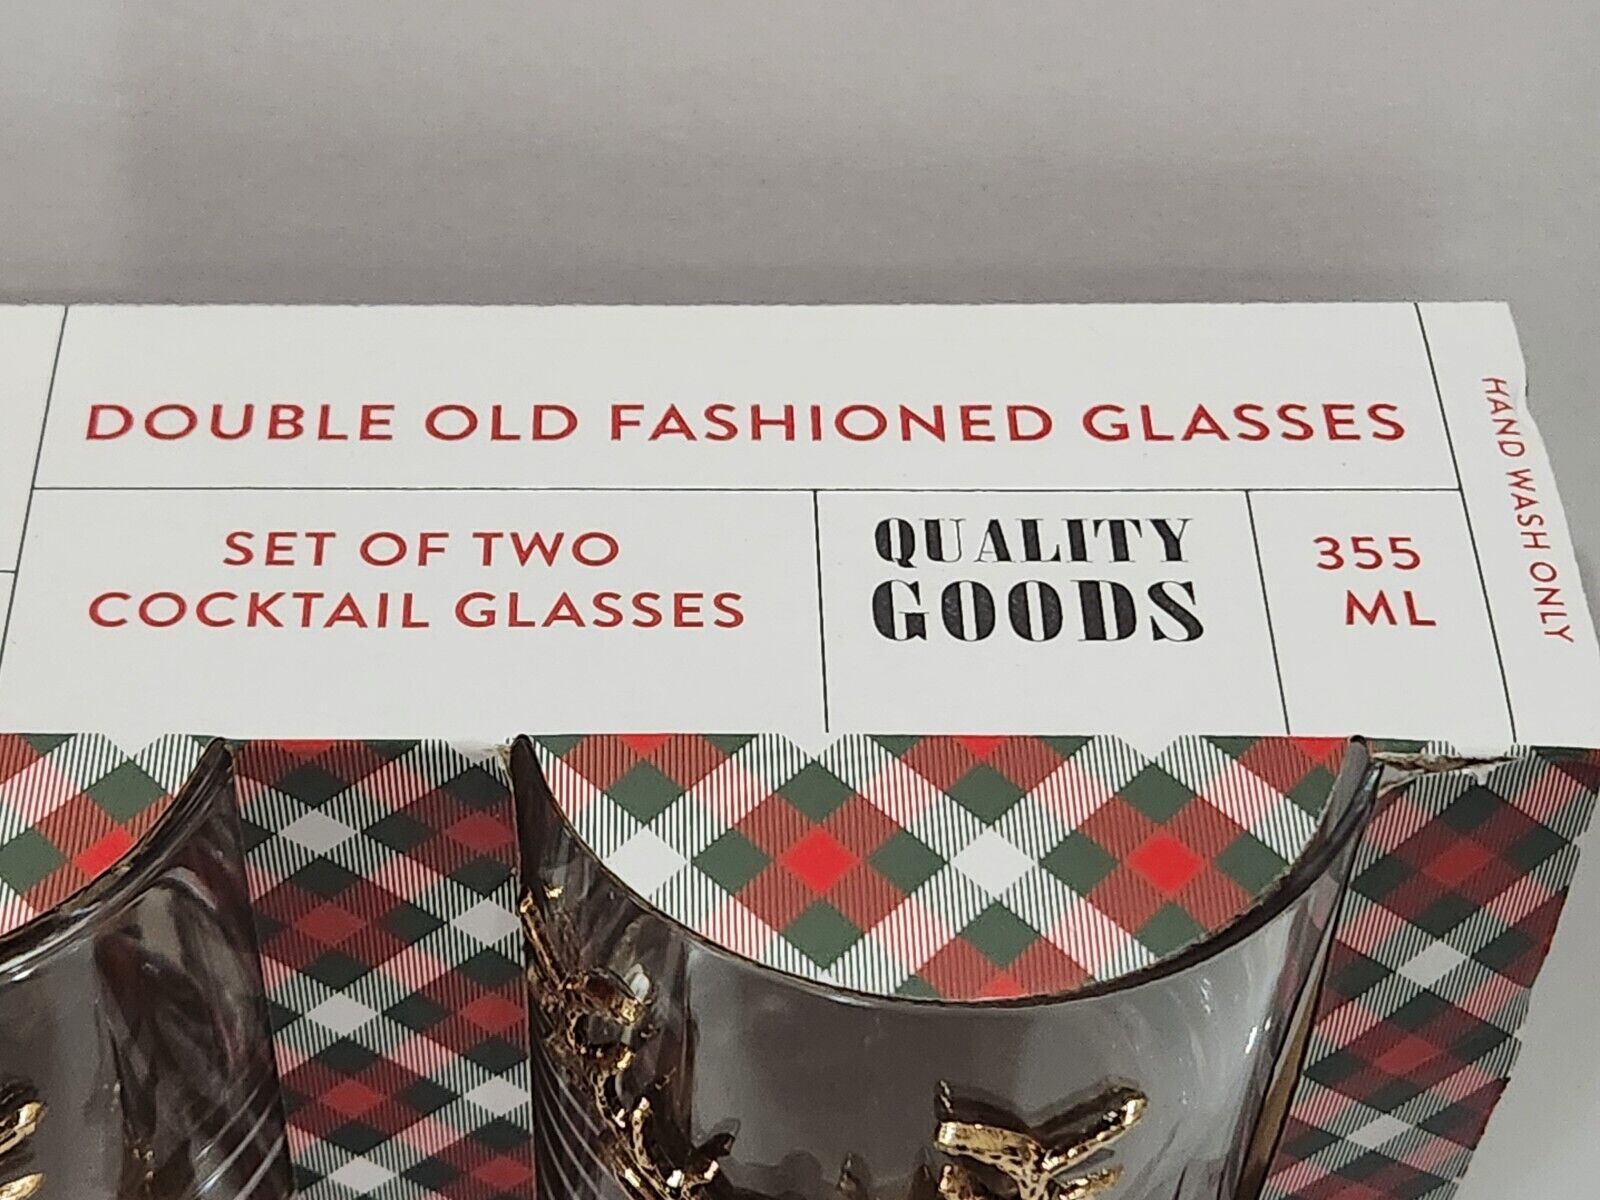 DOUBLE OLD FASHIONED GLASSES
SET OF TWO
COCKTAIL GLASSES
QUALITY
GOODS
355
ML
HAND WASH ONLY